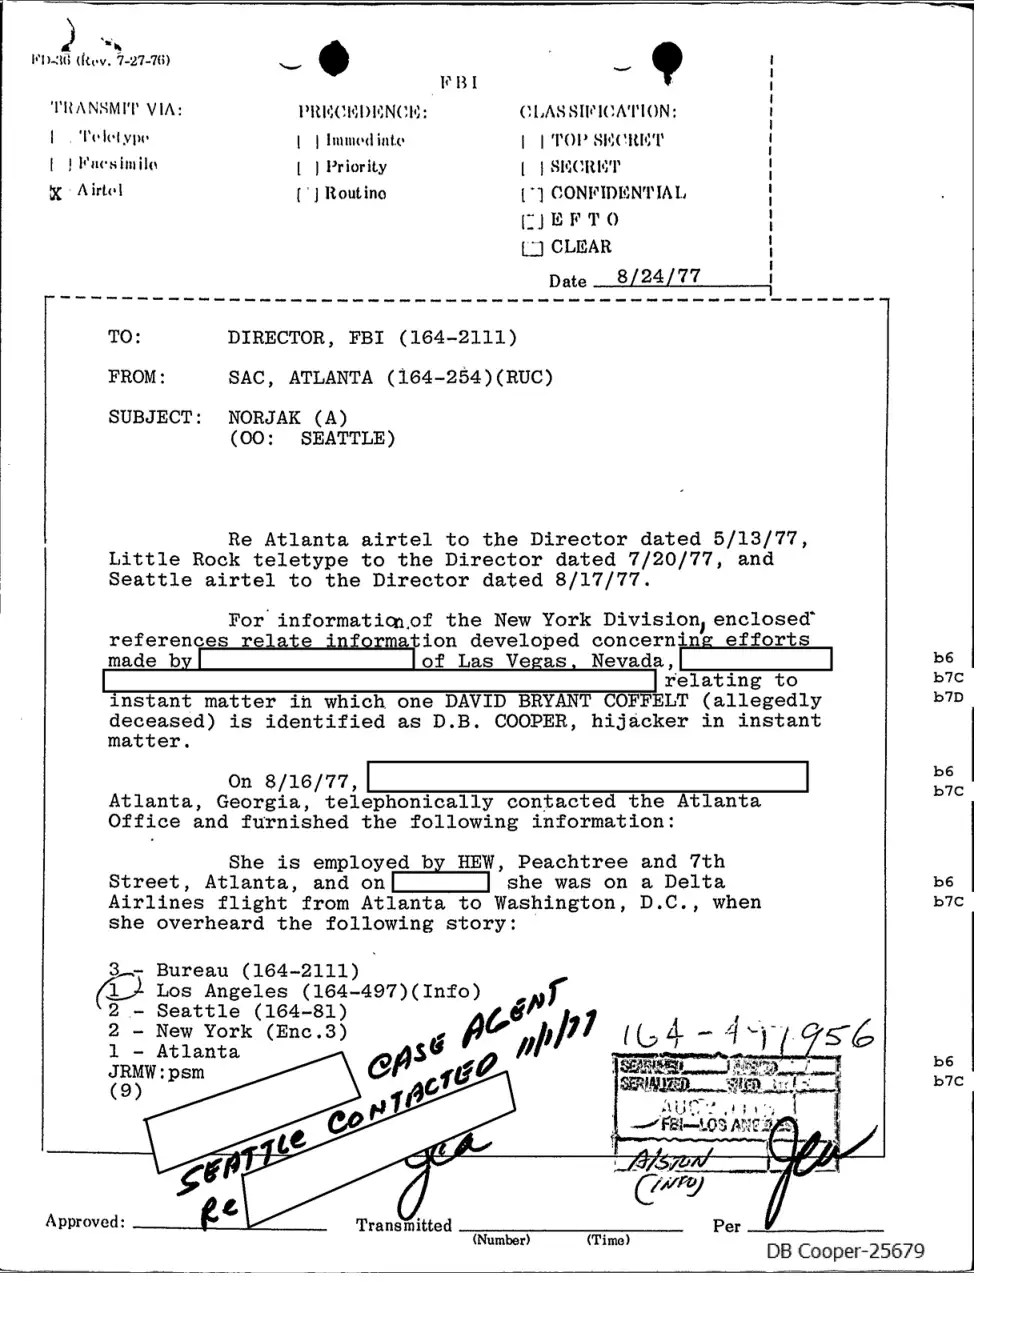 FD-36 (Rev. 7-27-76)
FBI
TRANSMIT VIA: PRECEDENCE: CLASSIFICATION:
Teletype [ ] Immediate [ ] TOP SECRET
[ ] Facsimile [ ] Priority [ ] SECRET
X Airtel [ ] Routine [ ] CONFIDENTIAL
[ ] E F T O
[ ] CLEAR
Date 8/24/77
TO: DIRECTOR, FBI (164-2111)
FROM: SAC, ATLANTA (164-254)(RUC)
SUBJECT: NORJAK (A)
(OO: SEATTLE)
Re Atlanta airtel to the Director dated 5/13/77,
Little Rock teletype to the Director dated 7/20/77, and
Seattle airtel to the Director dated 8/17/77.
For information of the New York Division, enclosed
references relate information developed concerning efforts
made by of Las Vegas, Nevada, b6
relating to b7C
instant matter in which one DAVID BRYANT COFFELT (allegedly b7D
deceased) is identified as D.B. COOPER, hijacker in instant
matter.
On 8/16/77, b6
b7C
Atlanta, Georgia, telephonically contacted the Atlanta
Office and furnished the following information:
She is employed by HEW, Peachtree and 7th
Street, Atlanta, and on she was on a Delta b6
Airlines flight from Atlanta to Washington, D.C., when b7C
she overheard the following story:
3 - Bureau (164-2111)
1 - Los Angeles (164-497)(Info)
2 - Seattle (164-81)
2 - New York (Enc.3)
1 - Atlanta
JRMW:psm b6
(9) b7C
CASE AGENT
SEATTLE CONTACTED 11/1/77
Re
SERIALIZED FILED
FBI—LOS ANGELES
ALSTON
(INFO)
Approved: Transmitted Per
(Number) (Time)
DB Cooper-25679